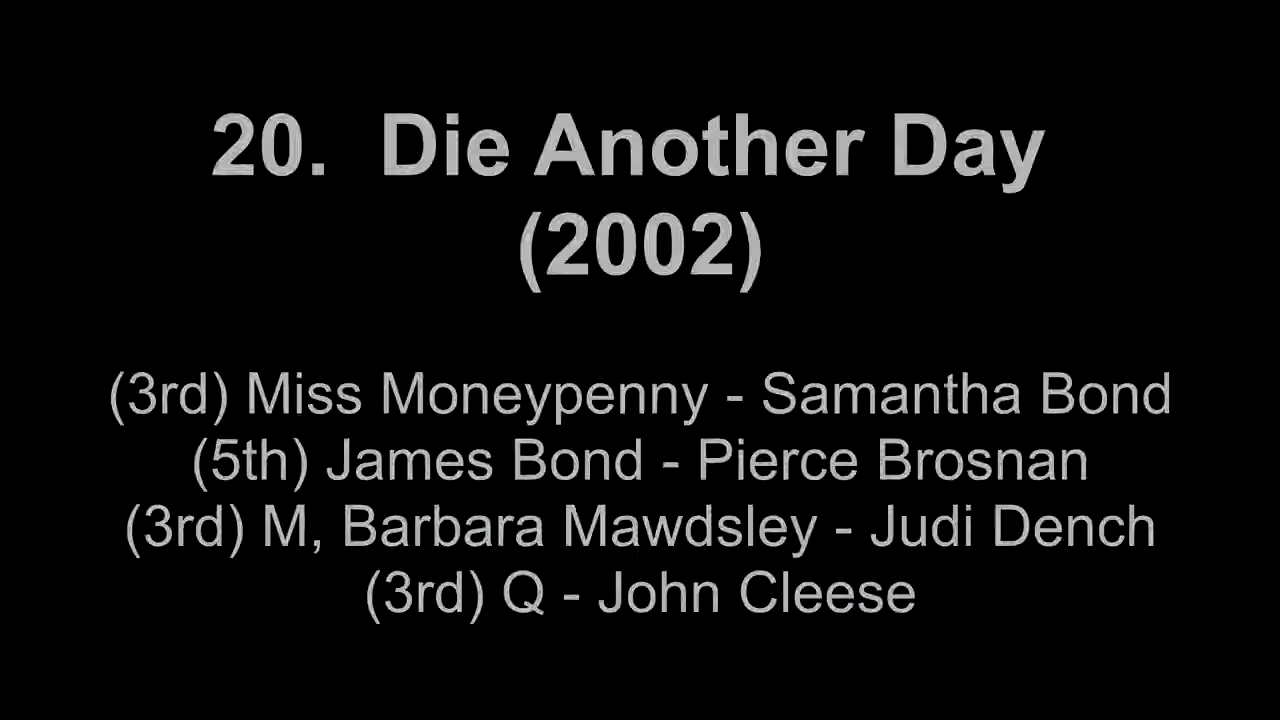 20. Die Another Day
(2002)
(3rd) Miss Moneypenny - Samantha Bond
(5th) James Bond - Pierce Brosnan
(3rd) M, Barbara Mawdsley - Judi Dench
(3rd) Q - John Cleese